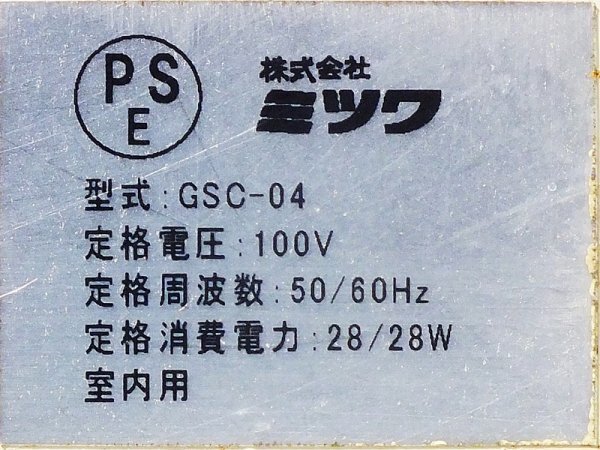 PS
E
株式会社
ミツワ
型式:GSC-04
定格電圧:100V
定格周波数:50/60Hz
定格消費電力:28/28W
室内用